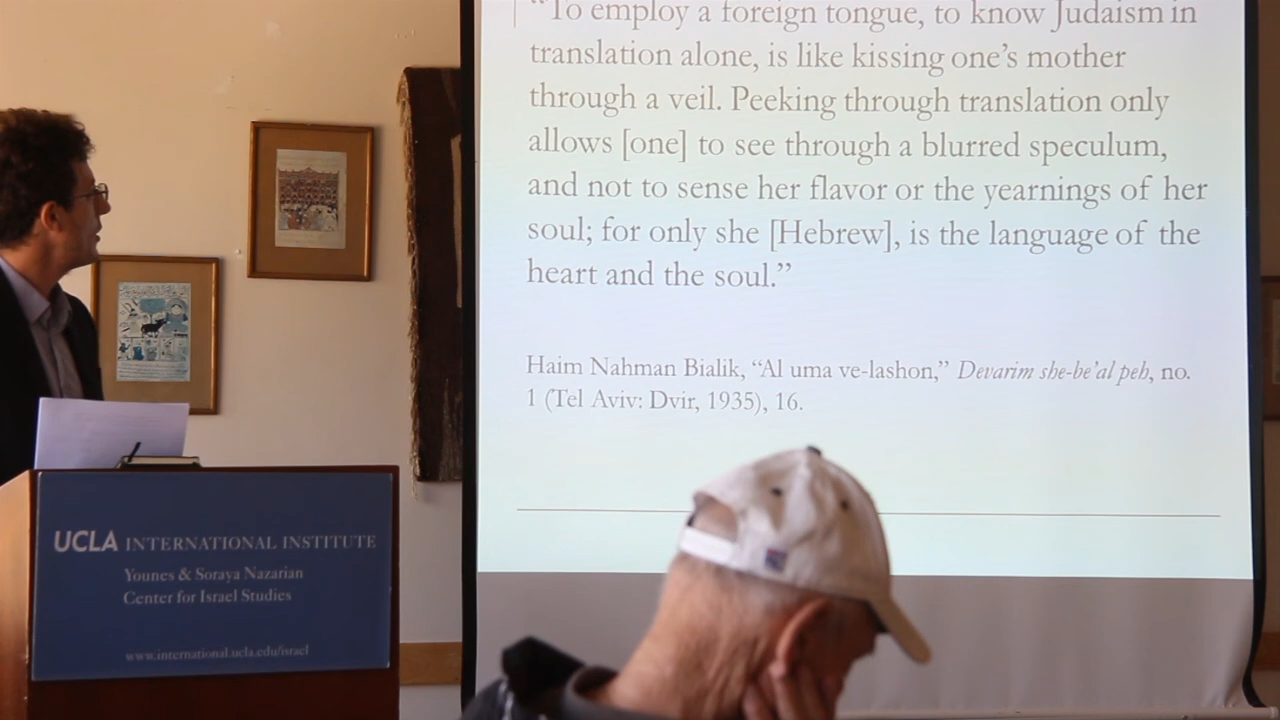 “To employ a foreign tongue, to know Judaism in
translation alone, is like kissing one’s mother
through a veil. Peeking through translation only
allows [one] to see through a blurred speculum,
and not to sense her flavor or the yearnings of her
soul; for only she [Hebrew], is the language of the
heart and the soul.”
Haim Nahman Bialik, “Al uma ve-lashon,” Devarim she-be’al peh, no.
1 (Tel Aviv: Dvir, 1935), 16.
UCLA INTERNATIONAL INSTITUTE
Younes & Soraya Nazarian
Center for Israel Studies
www.international.ucla.edu/israel